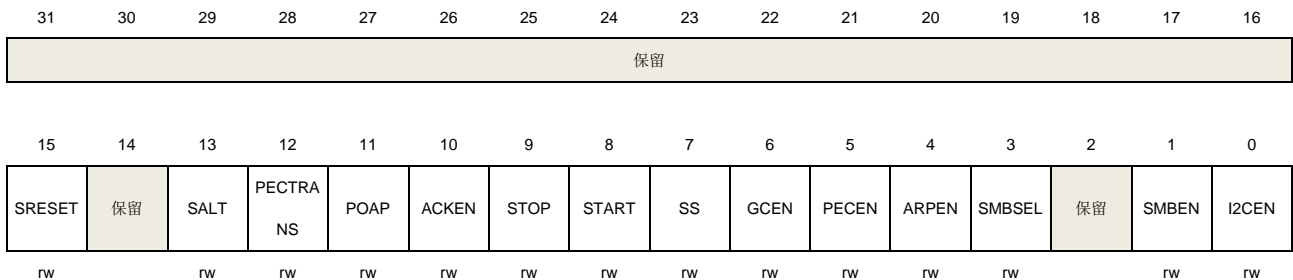 31 30 29 28 27 26 25 24 23 22 21 20 19 18 17 16
保留
15 14 13 12 11 10 9 8 7 6 5 4 3 2 1 0
SRESET 保留 SALT PECTRA NS POAP ACKEN STOP START SS GCEN PECEN ARPEN SMBSEL 保留 SMBEN I2CEN
rw rw rw rw rw rw rw rw rw rw rw rw rw rw